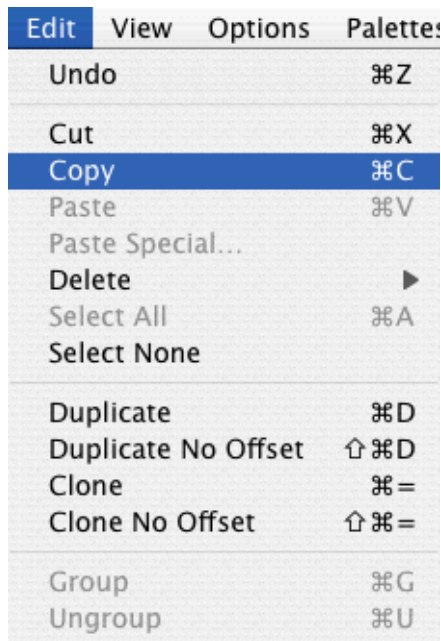 Edit View Options Palettes
Undo ⌘Z
Cut ⌘X
Copy ⌘C
Paste ⌘V
Paste Special...
Delete ▶
Select All ⌘A
Select None
Duplicate ⌘D
Duplicate No Offset ⇧⌘D
Clone ⌘=
Clone No Offset ⇧⌘=
Group ⌘G
Ungroup ⌘U